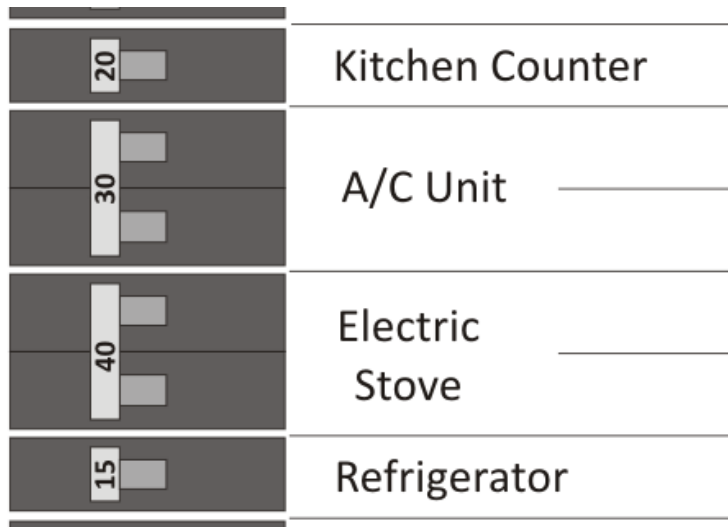 20 Kitchen Counter
30 A/C Unit
40 Electric
Stove
15 Refrigerator